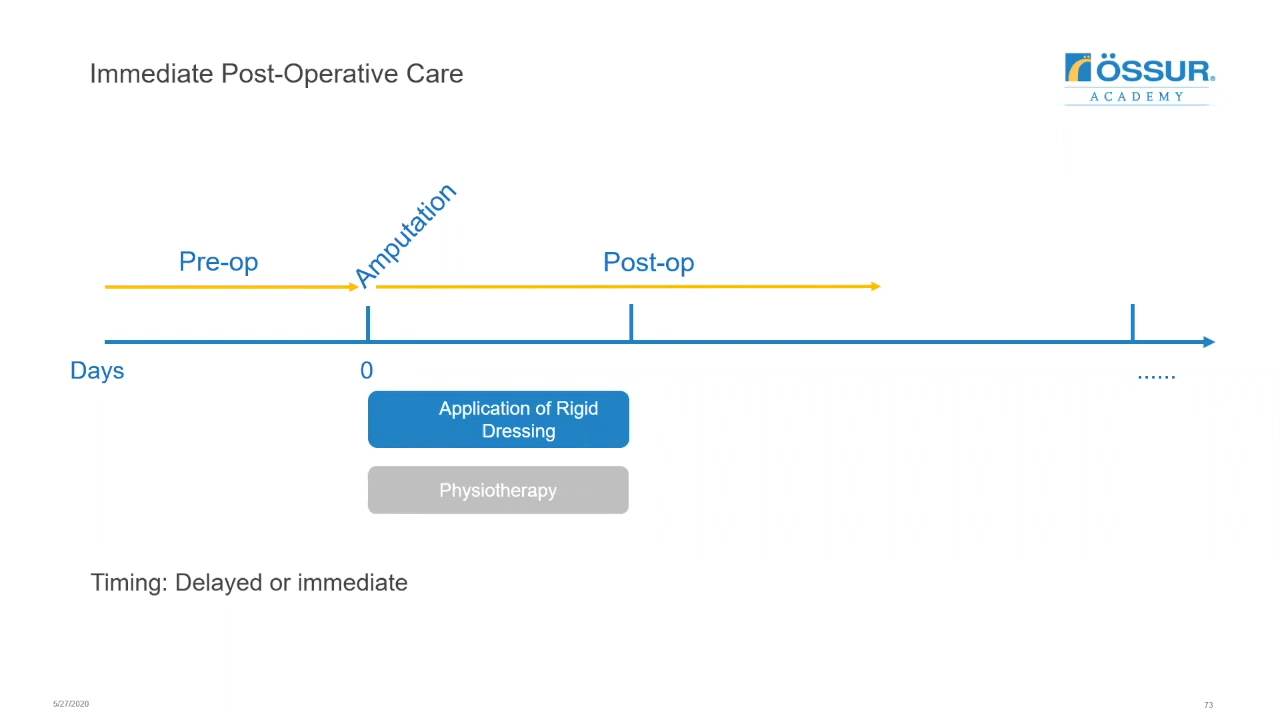 Immediate Post-Operative Care
ÖSSUR®
ACADEMY
Amputation
Pre-op
Post-op
Days
0
......
Application of Rigid
Dressing
Physiotherapy
Timing: Delayed or immediate
5/27/2020
73